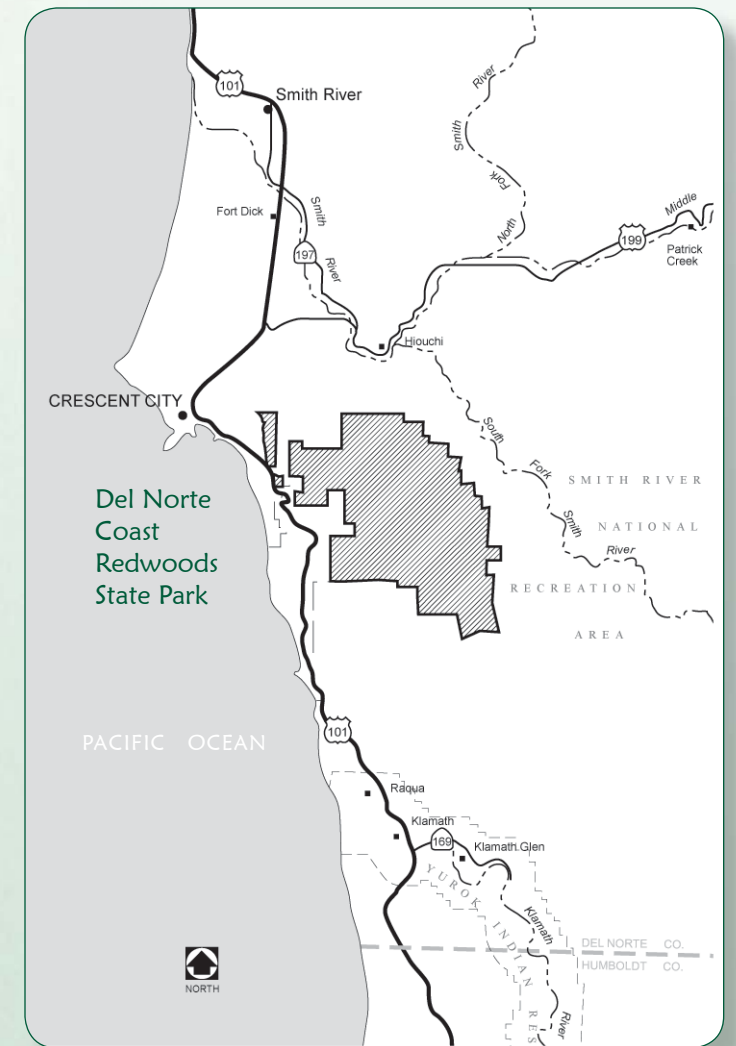 101
Smith River
River
Smith
Fork
North
Middle
199
Patrick
Creek
Fort Dick
Smith
River
197
Hiouchi
CRESCENT CITY
South
Fork
Smith
River
SMITH RIVER
NATIONAL
RECREATION
AREA
Del Norte
Coast
Redwoods
State Park
PACIFIC OCEAN
101
Raqua
Klamath
169
Klamath Glen
YUROK INDIAN RES
Klamath
River
DEL NORTE CO.
HUMBOLDT CO.
NORTH